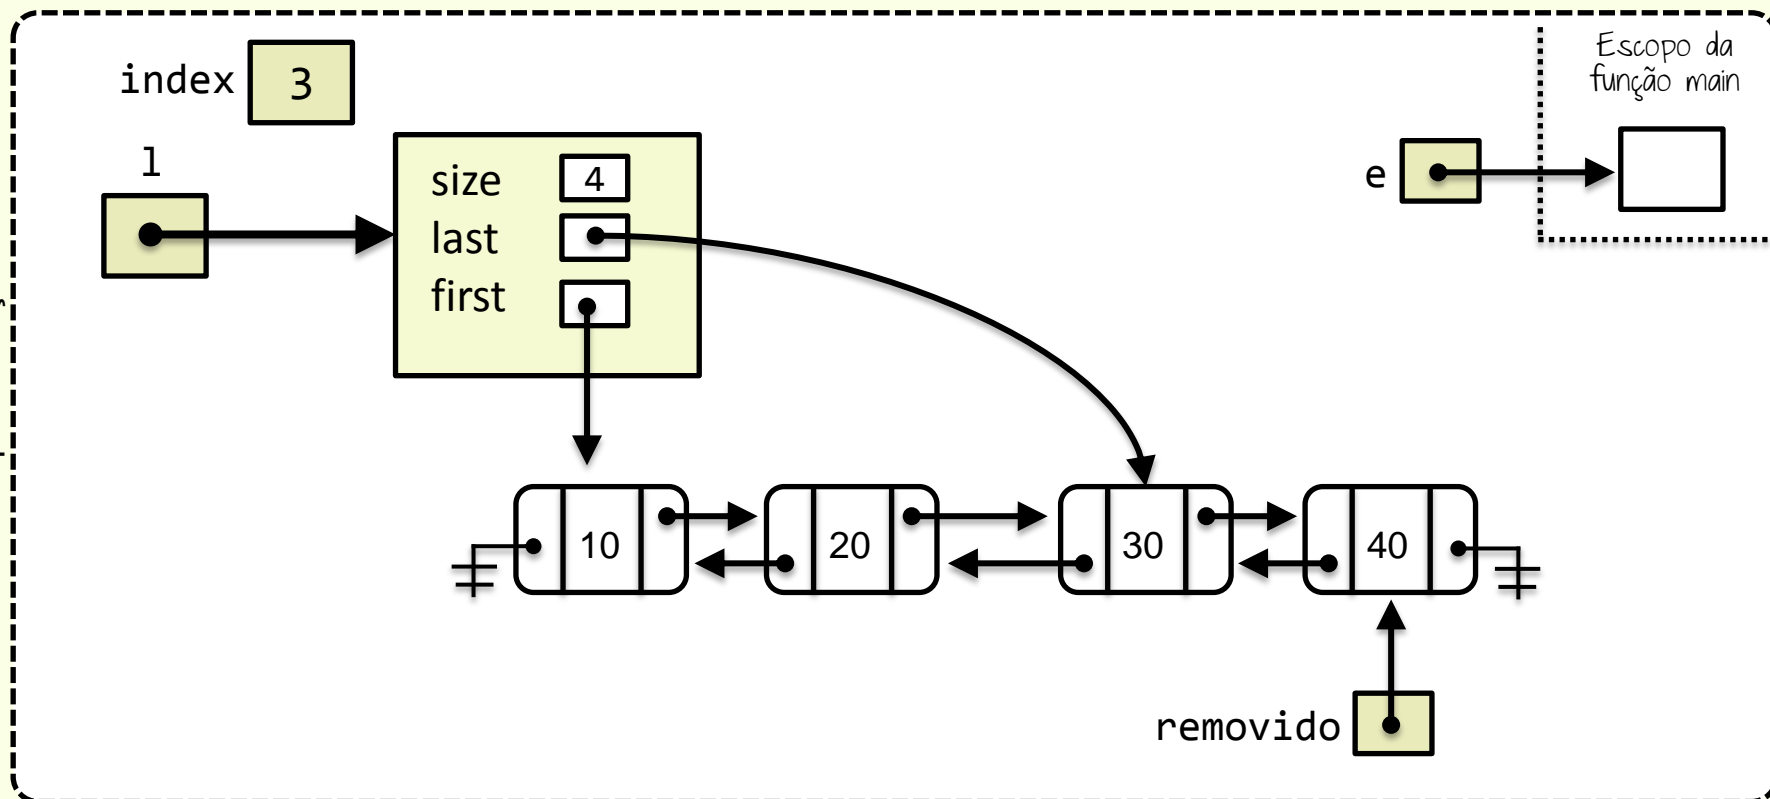 Escopo da
função main
index 3
l
size 4
last
first
e
10 20 30 40
removido